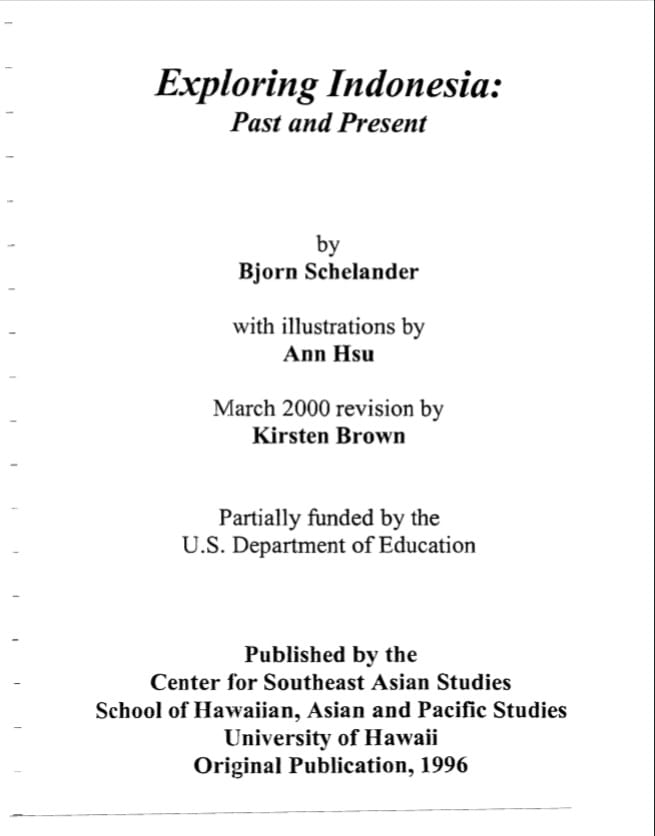 Exploring Indonesia:
Past and Present
by
Bjorn Schelander
with illustrations by
Ann Hsu
March 2000 revision by
Kirsten Brown
Partially funded by the
U.S. Department of Education
Published by the
Center for Southeast Asian Studies
School of Hawaiian, Asian and Pacific Studies
University of Hawaii
Original Publication, 1996